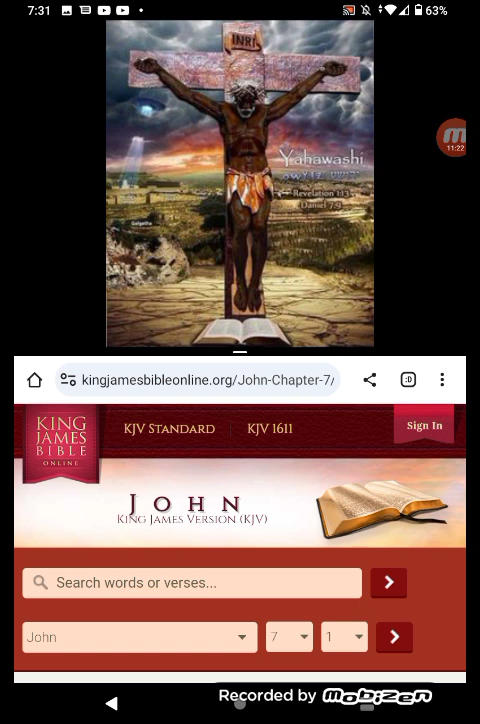 7:31
63%
INRI
11:22
Yahawashi
Revelation 1:13
Daniel 7:9
Golgotha
kingjamesbibleonline.org/John-Chapter-7/
:D
KING
JAMES
BIBLE
ONLINE
KJV STANDARD
KJV 1611
Sign In
JOHN
KING JAMES VERSION (KJV)
Search words or verses...
John
7
1
Recorded by mobizen